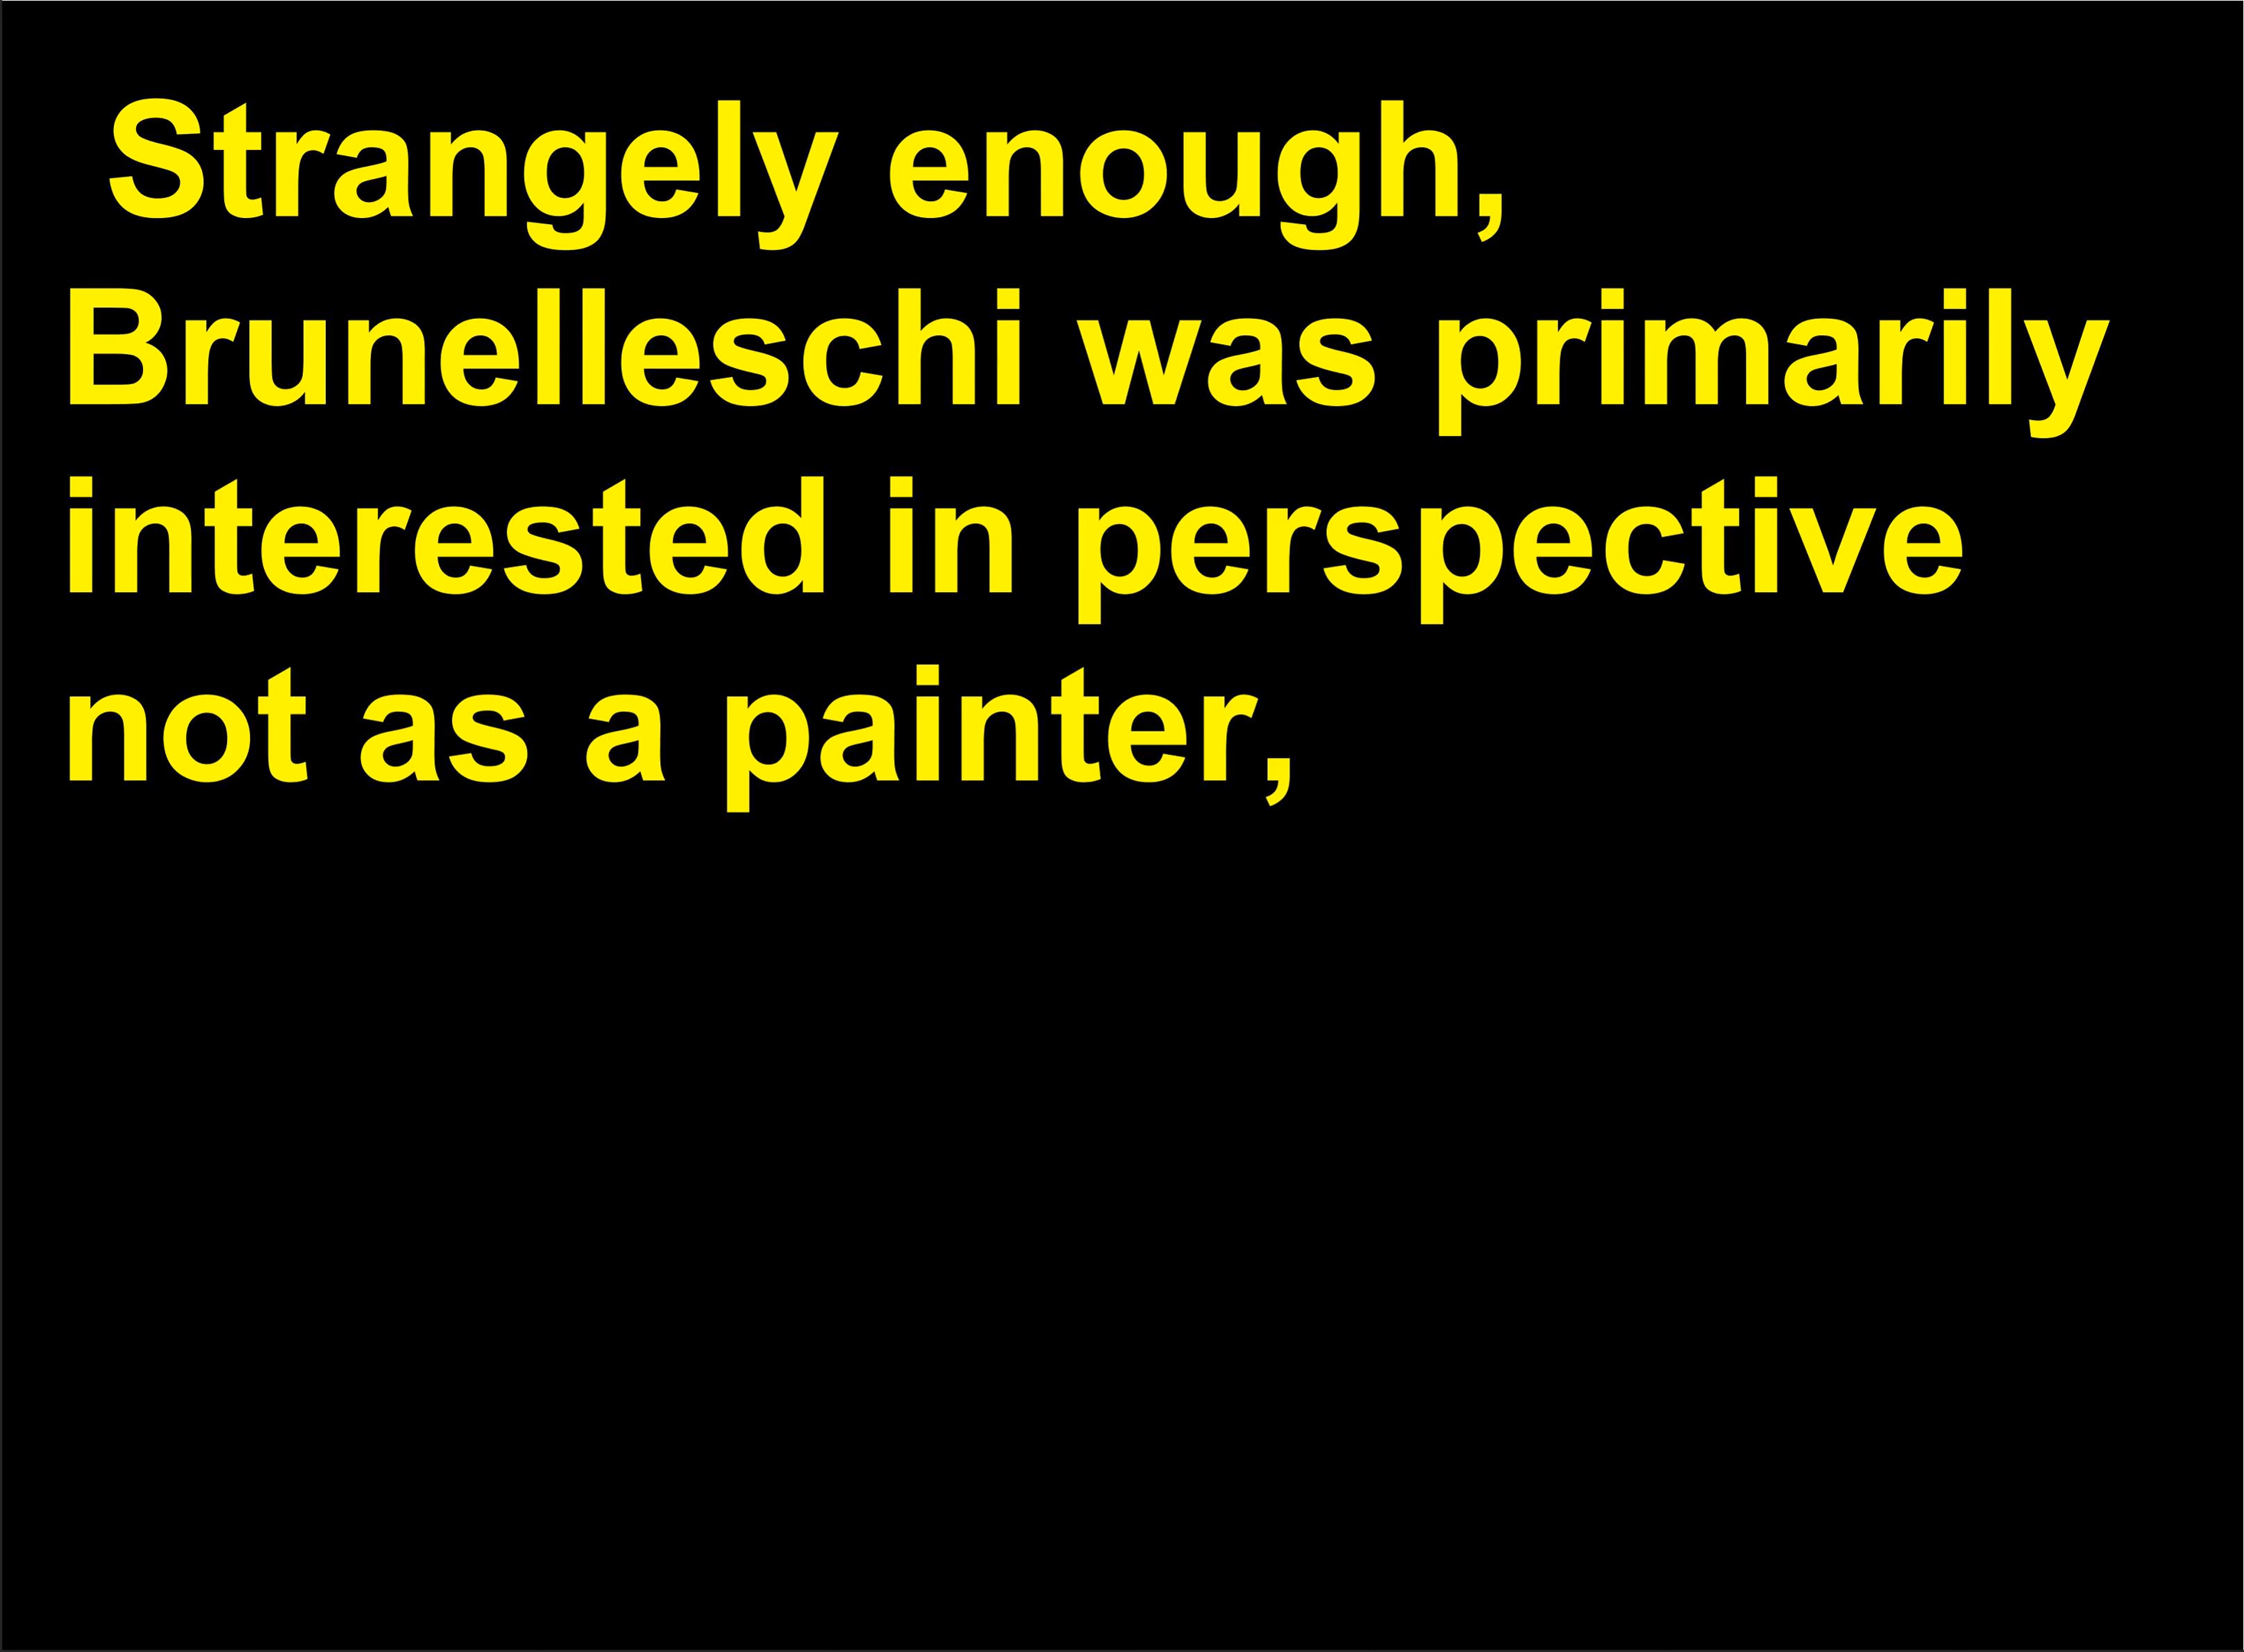 Strangely enough,
Brunelleschi was primarily
interested in perspective
not as a painter,